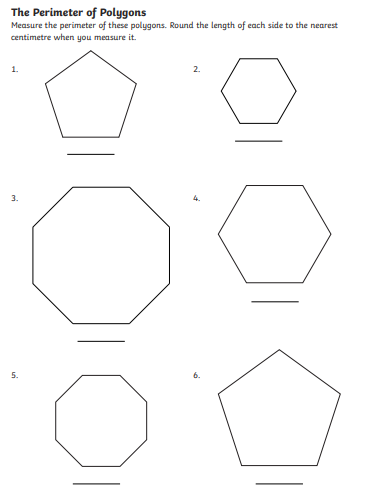 The Perimeter of Polygons
Measure the perimeter of these polygons. Round the length of each side to the nearest
centimetre when you measure it.
1.
2.
3.
4.
5.
6.